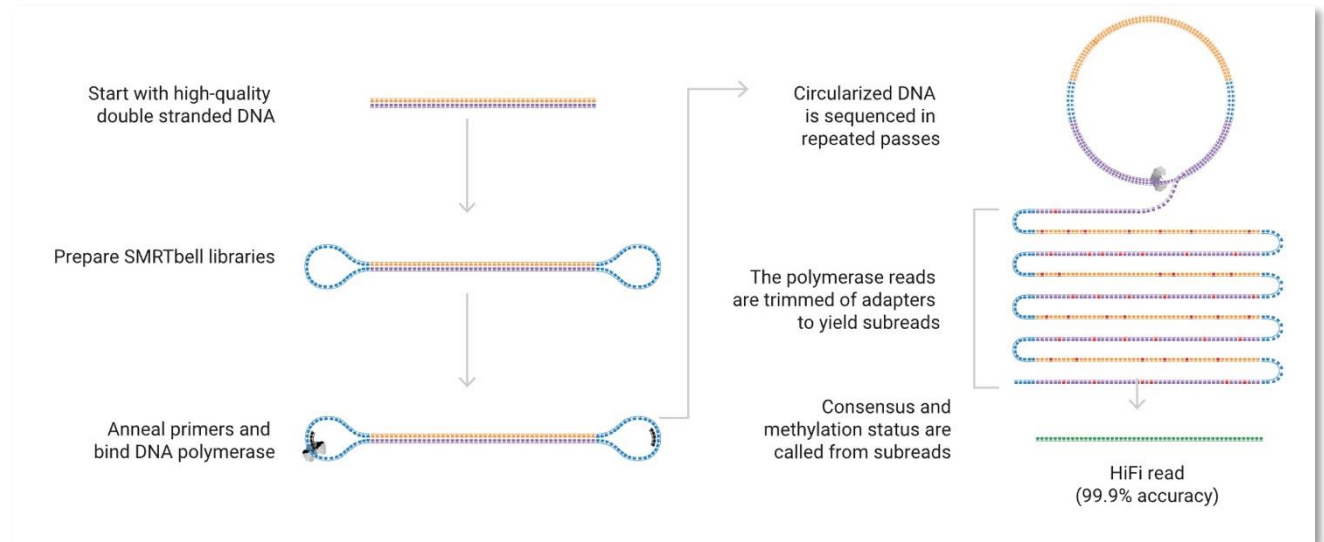 Start with high-quality
double stranded DNA
Prepare SMRTbell libraries
Anneal primers and
bind DNA polymerase
Circularized DNA
is sequenced in
repeated passes
The polymerase reads
are trimmed of adapters
to yield subreads
Consensus and
methylation status are
called from subreads
HiFi read
(99.9% accuracy)